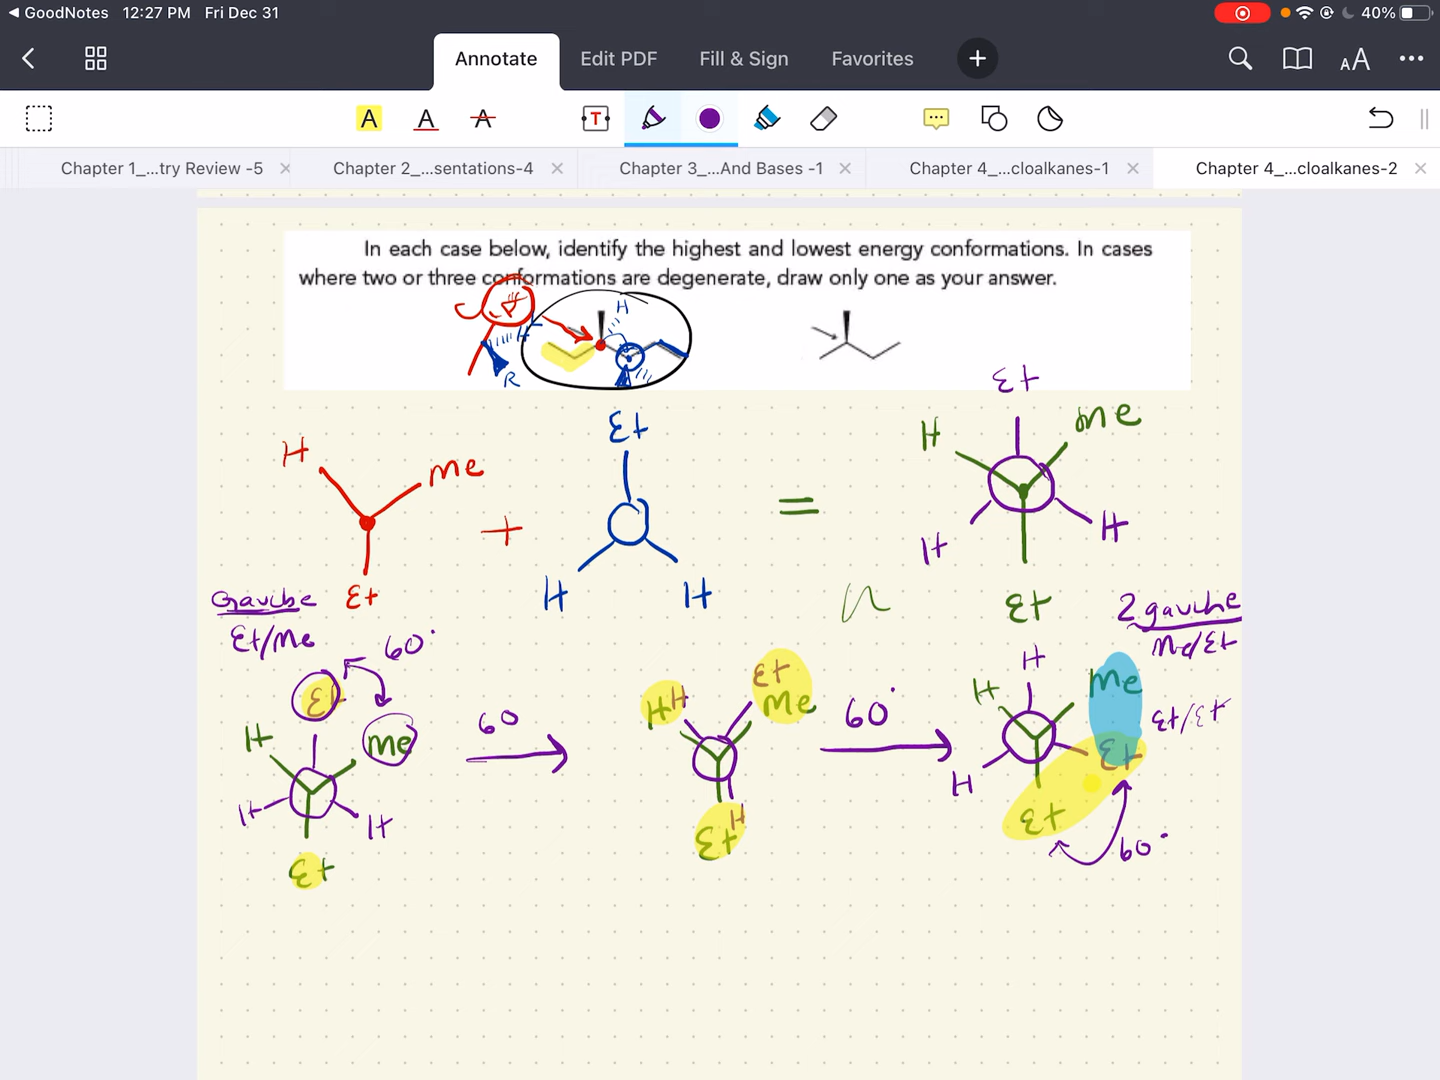 GoodNotes 12:27 PM Fri Dec 31 40%
Annotate Edit PDF Fill & Sign Favorites
A A A T AA
Chapter 1_...try Review -5 Chapter 2_...sentations-4 Chapter 3_...And Bases -1 Chapter 4_...cloalkanes-1 Chapter 4_...cloalkanes-2
In each case below, identify the highest and lowest energy conformations. In cases
where two or three conformations are degenerate, draw only one as your answer.
H
H
R
Et
Et
H
Me
H
Me
+
=
H
H
Et
H
H
Et
Gauche
Et/Me
60°
2 gauche
Me/Et
Et/Et
Et
H
Me
H
H
Et
60
H
H
Et
Me
H
Et
60°
H
H
Me
Et
H
Et
60°